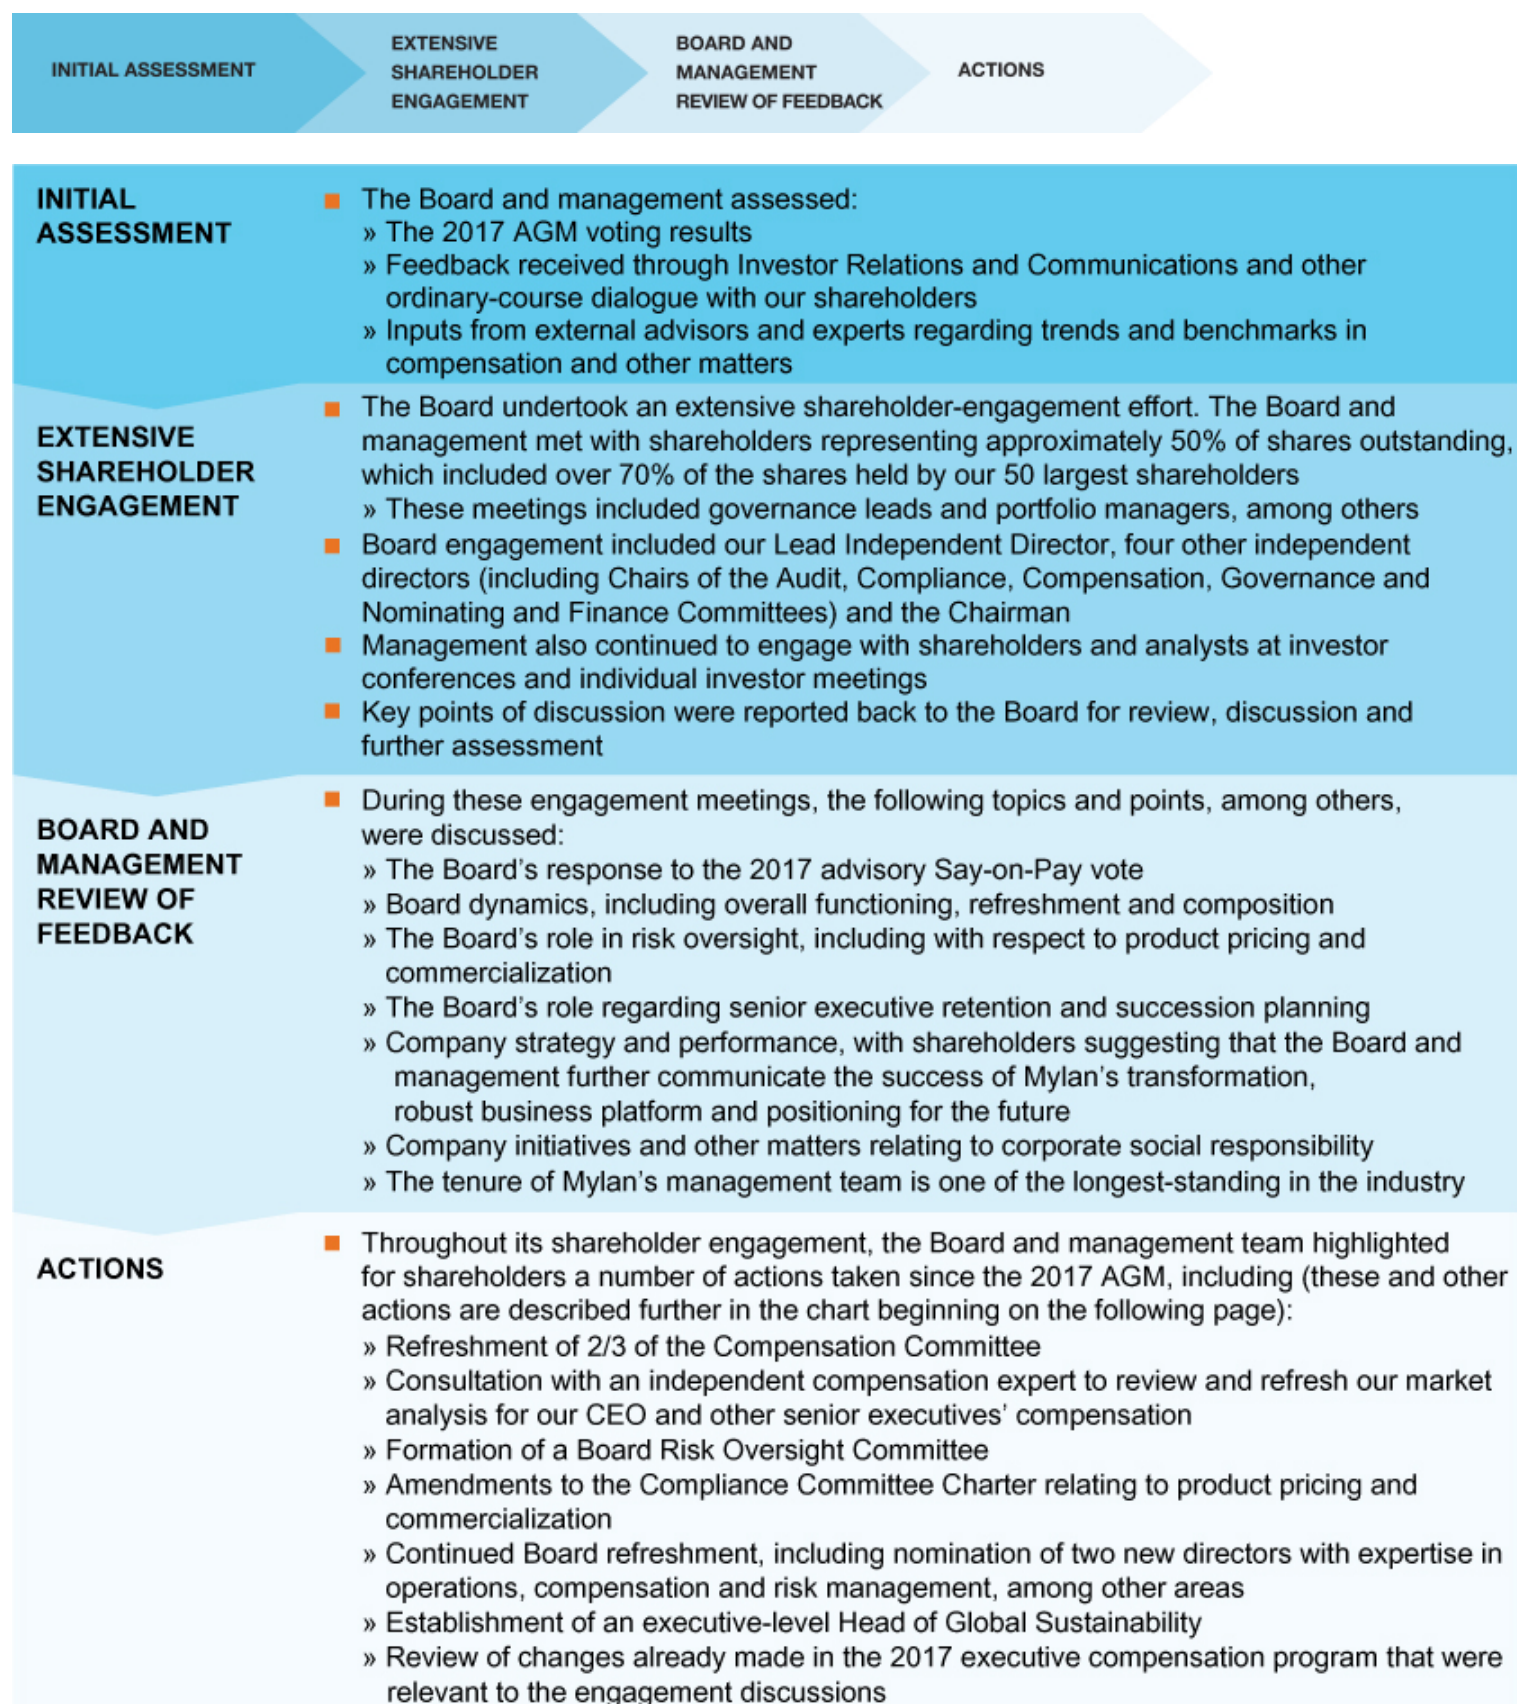 INITIAL ASSESSMENT
EXTENSIVE
SHAREHOLDER
ENGAGEMENT
BOARD AND
MANAGEMENT
REVIEW OF FEEDBACK
ACTIONS
INITIAL
ASSESSMENT
■ The Board and management assessed:
» The 2017 AGM voting results
» Feedback received through Investor Relations and Communications and other
ordinary-course dialogue with our shareholders
» Inputs from external advisors and experts regarding trends and benchmarks in
compensation and other matters
EXTENSIVE
SHAREHOLDER
ENGAGEMENT
■ The Board undertook an extensive shareholder-engagement effort. The Board and
management met with shareholders representing approximately 50% of shares outstanding,
which included over 70% of the shares held by our 50 largest shareholders
» These meetings included governance leads and portfolio managers, among others
■ Board engagement included our Lead Independent Director, four other independent
directors (including Chairs of the Audit, Compliance, Compensation, Governance and
Nominating and Finance Committees) and the Chairman
■ Management also continued to engage with shareholders and analysts at investor
conferences and individual investor meetings
■ Key points of discussion were reported back to the Board for review, discussion and
further assessment
BOARD AND
MANAGEMENT
REVIEW OF
FEEDBACK
■ During these engagement meetings, the following topics and points, among others,
were discussed:
» The Board’s response to the 2017 advisory Say-on-Pay vote
» Board dynamics, including overall functioning, refreshment and composition
» The Board’s role in risk oversight, including with respect to product pricing and
commercialization
» The Board’s role regarding senior executive retention and succession planning
» Company strategy and performance, with shareholders suggesting that the Board and
management further communicate the success of Mylan’s transformation,
robust business platform and positioning for the future
» Company initiatives and other matters relating to corporate social responsibility
» The tenure of Mylan’s management team is one of the longest-standing in the industry
ACTIONS
■ Throughout its shareholder engagement, the Board and management team highlighted
for shareholders a number of actions taken since the 2017 AGM, including (these and other
actions are described further in the chart beginning on the following page):
» Refreshment of 2/3 of the Compensation Committee
» Consultation with an independent compensation expert to review and refresh our market
analysis for our CEO and other senior executives’ compensation
» Formation of a Board Risk Oversight Committee
» Amendments to the Compliance Committee Charter relating to product pricing and
commercialization
» Continued Board refreshment, including nomination of two new directors with expertise in
operations, compensation and risk management, among other areas
» Establishment of an executive-level Head of Global Sustainability
» Review of changes already made in the 2017 executive compensation program that were
relevant to the engagement discussions